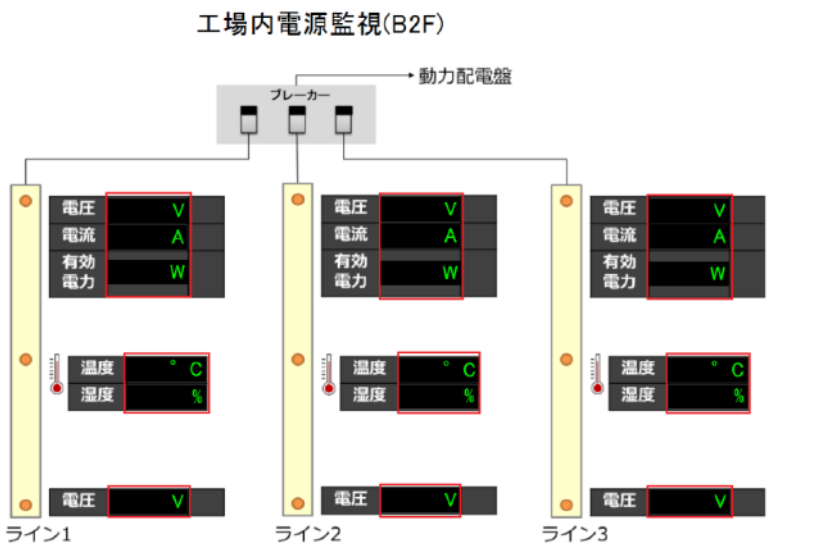 工場内電源監視(B2F)
動力配電盤
ブレーカー
電圧 V
電流 A
有効
電力 W
温度 ° C
湿度 %
電圧 V
ライン1
電圧 V
電流 A
有効
電力 W
温度 ° C
湿度 %
電圧 V
ライン2
電圧 V
電流 A
有効
電力 W
温度 ° C
湿度 %
電圧 V
ライン3